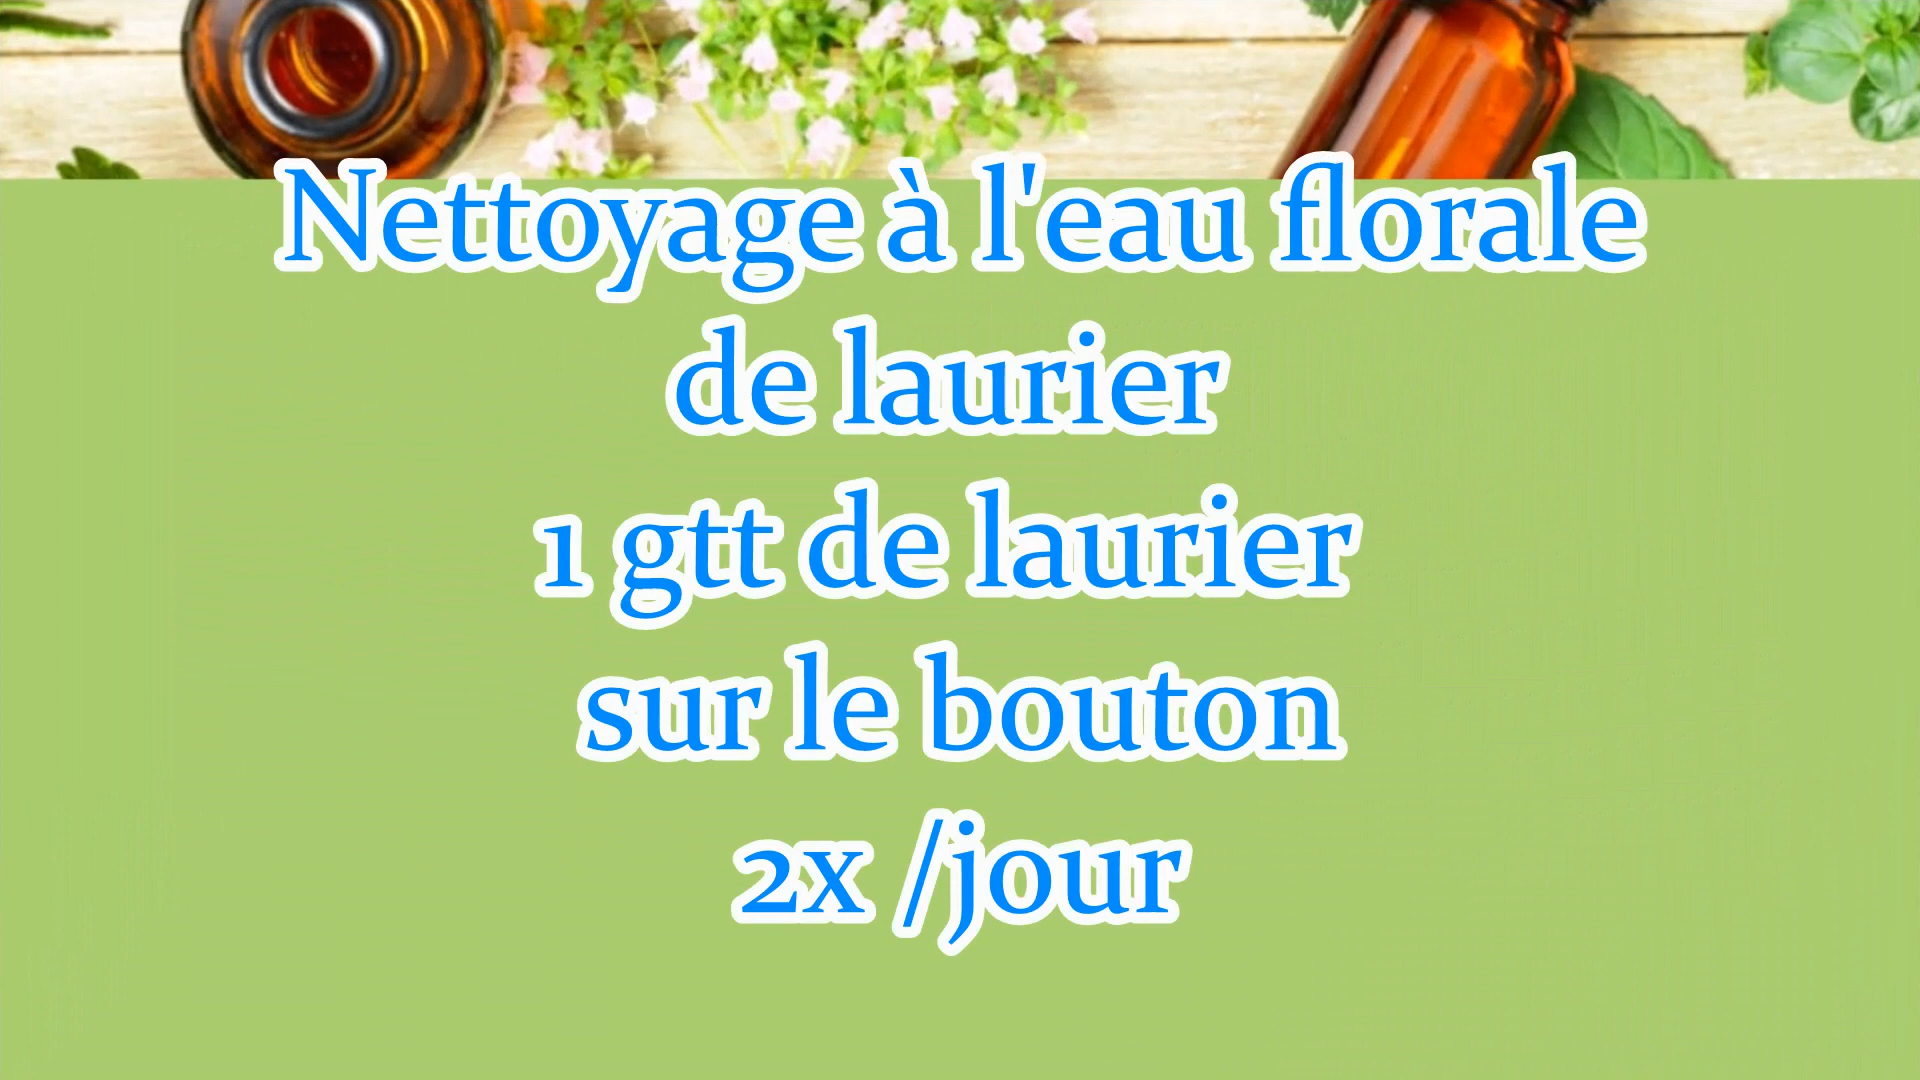 Nettoyage à l'eau florale
de laurier
1 gtt de laurier
sur le bouton
2x /jour